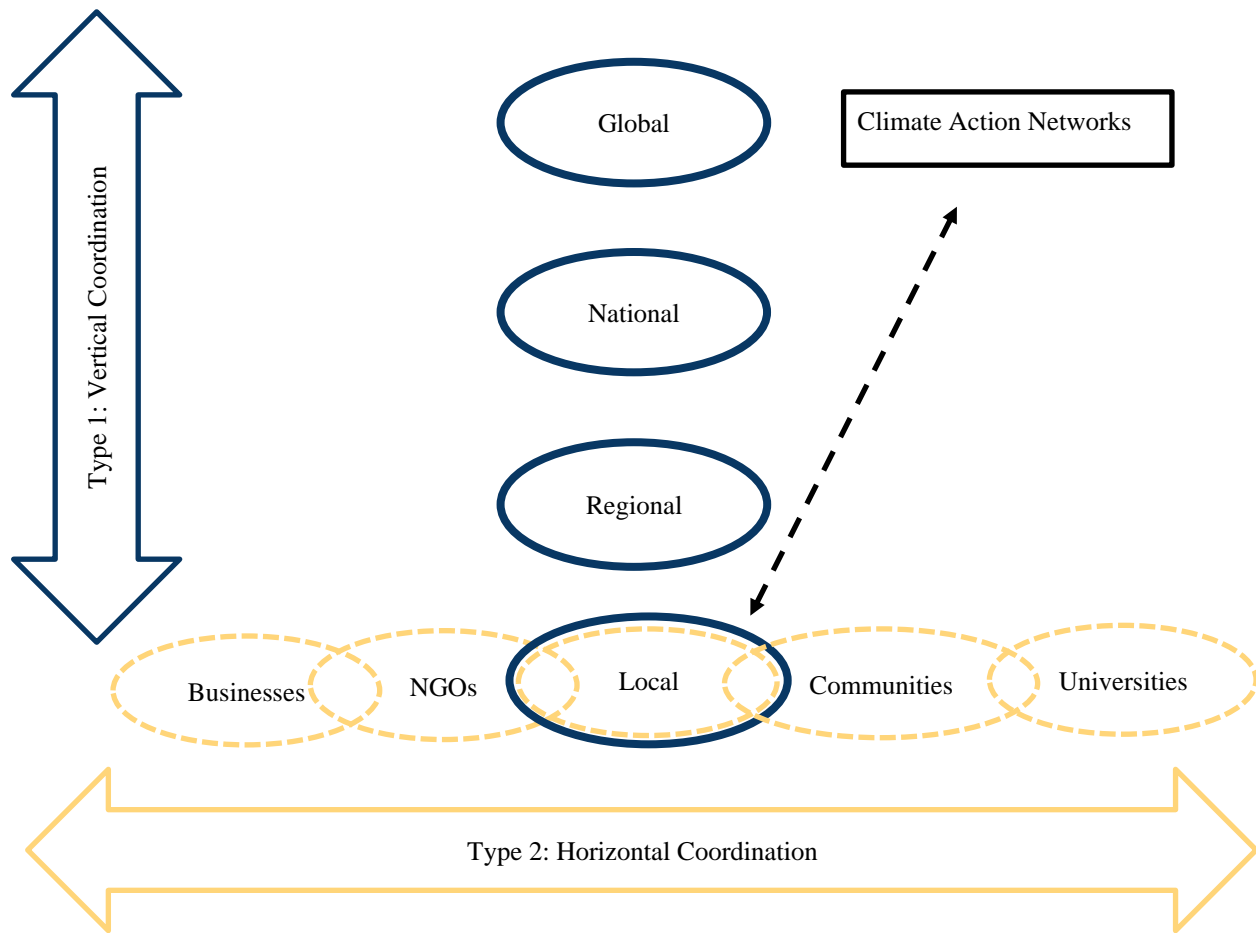 Global
Climate Action Networks
Type 1: Vertical Coordination
National
Regional
Businesses
NGOs
Local
Communities
Universities
Type 2: Horizontal Coordination